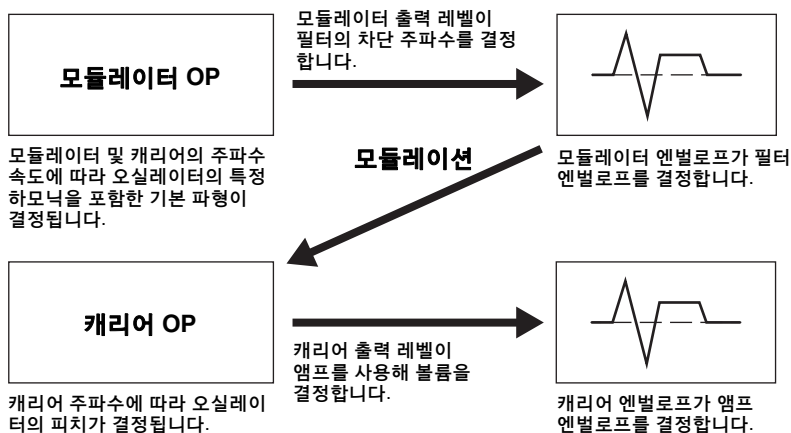 모듈레이터 OP
모듈레이터 출력 레벨이
필터의 차단 주파수를 결정
합니다.
모듈레이터 및 캐리어의 주파수
속도에 따라 오실레이터의 특정
하모닉을 포함한 기본 파형이
결정됩니다.
모듈레이션
모듈레이터 엔벌로프가 필터
엔벌로프를 결정합니다.
캐리어 OP
캐리어 출력 레벨이
앰프를 사용해 볼륨을
결정합니다.
캐리어 주파수에 따라 오실레이
터의 피치가 결정됩니다.
캐리어 엔벌로프가 앰프
엔벌로프를 결정합니다.